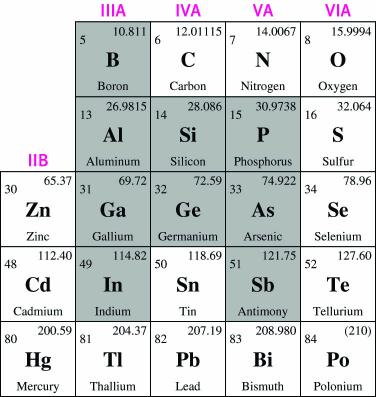 IIIA IVA VA VIA
5 10.811 6 12.01115 7 14.0067 8 15.9994
B C N O
Boron Carbon Nitrogen Oxygen
13 26.9815 14 28.086 15 30.9738 16 32.064
Al Si P S
Aluminum Silicon Phosphorus Sulfur
IIB
30 65.37 31 69.72 32 72.59 33 74.922 34 78.96
Zn Ga Ge As Se
Zinc Gallium Germanium Arsenic Selenium
48 112.40 49 114.82 50 118.69 51 121.75 52 127.60
Cd In Sn Sb Te
Cadmium Indium Tin Antimony Tellurium
80 200.59 81 204.37 82 207.19 83 208.980 84 (210)
Hg Tl Pb Bi Po
Mercury Thallium Lead Bismuth Polonium